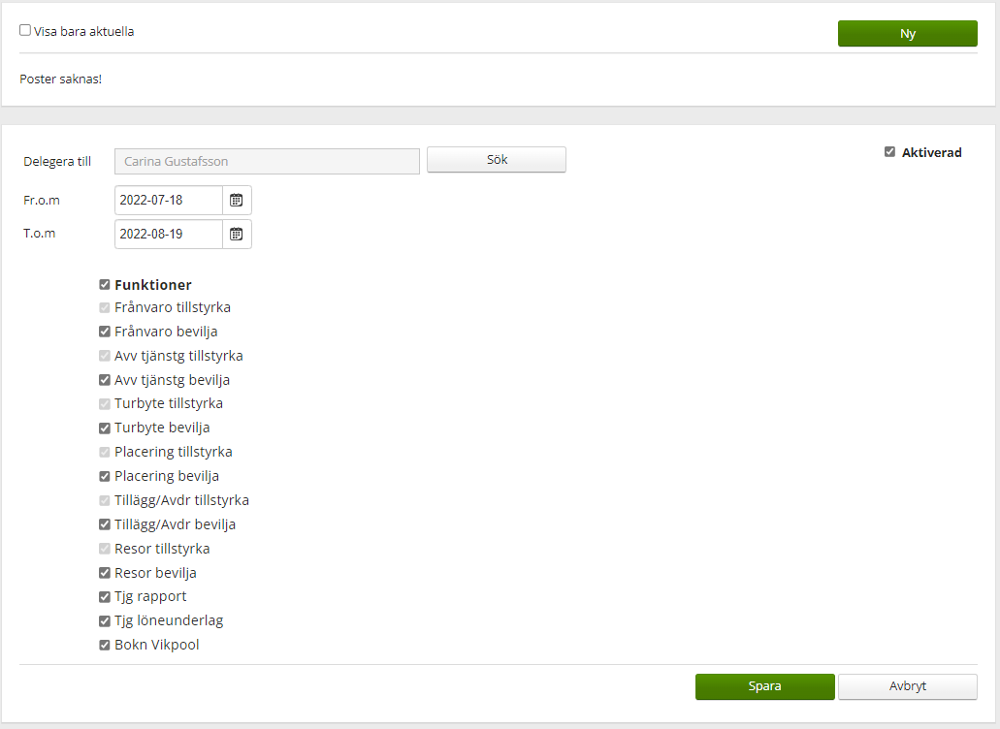 Visa bara aktuella
Ny
Poster saknas!
Delegera till
Carina Gustafsson
Sök
Aktiverad
Fr.o.m
2022-07-18
T.o.m
2022-08-19
Funktioner
Frånvaro tillstyrka
Frånvaro bevilja
Avv tjänstg tillstyrka
Avv tjänstg bevilja
Turbyte tillstyrka
Turbyte bevilja
Placering tillstyrka
Placering bevilja
Tillägg/Avdr tillstyrka
Tillägg/Avdr bevilja
Resor tillstyrka
Resor bevilja
Tjg rapport
Tjg löneunderlag
Bokn Vikpool
Spara
Avbryt